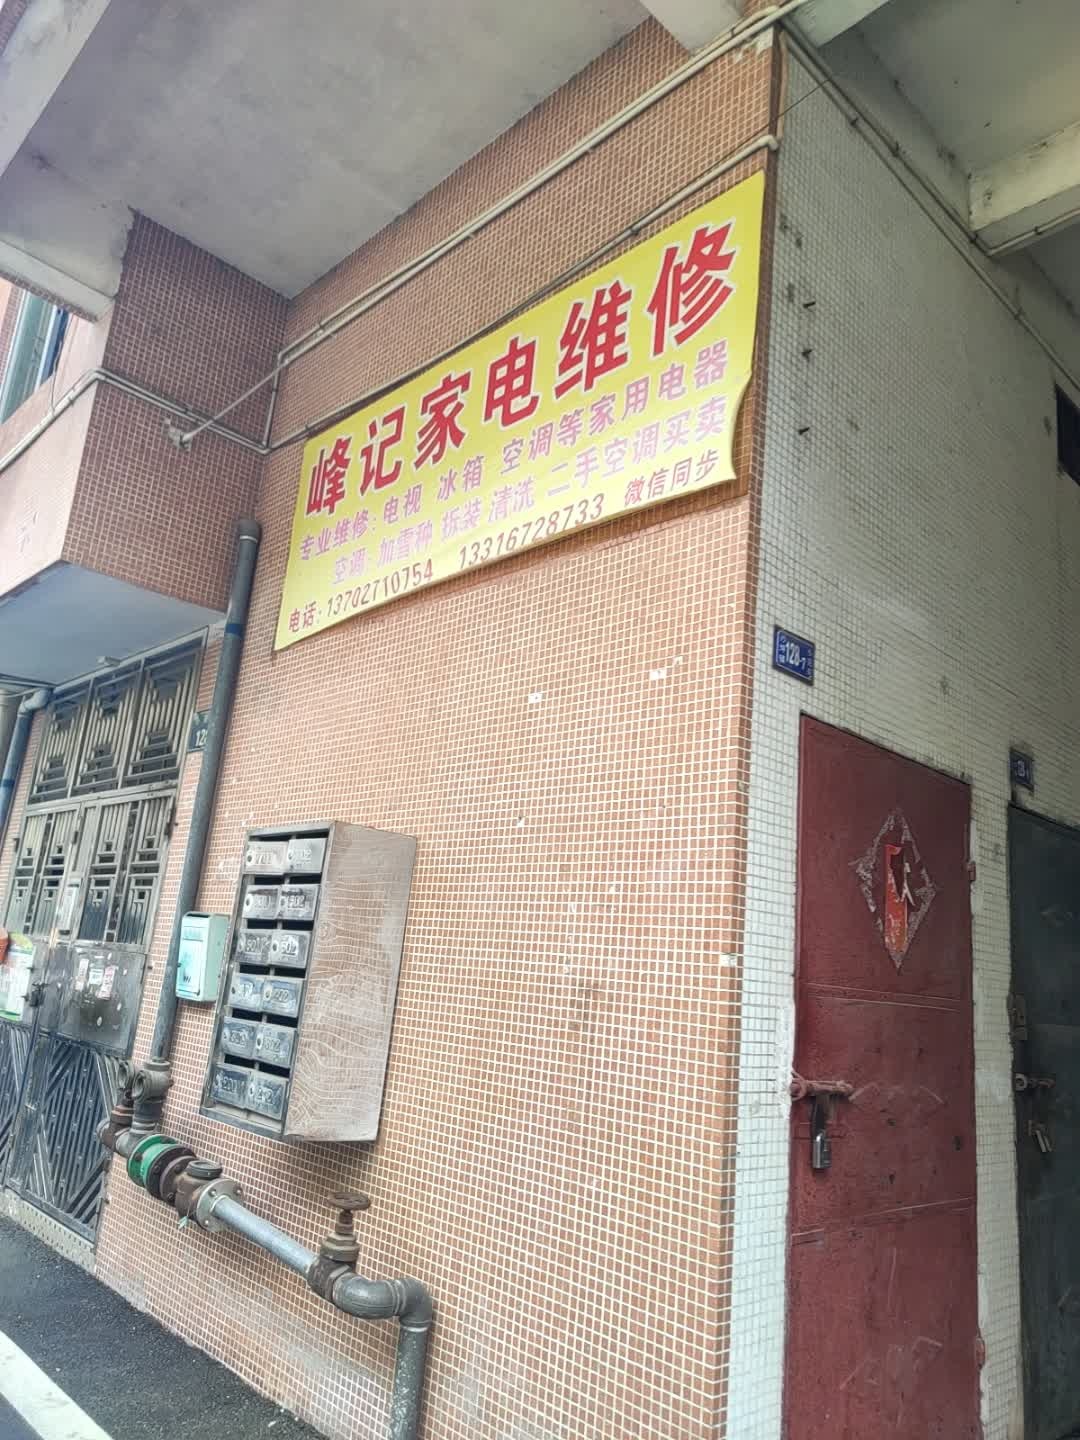 峰记家电维修
专业维修:电视 冰箱 空调等家用电器
空调:加雪种 拆装 清洗 二手空调买卖
电话:13702710754 13316728733 微信同步
128-7